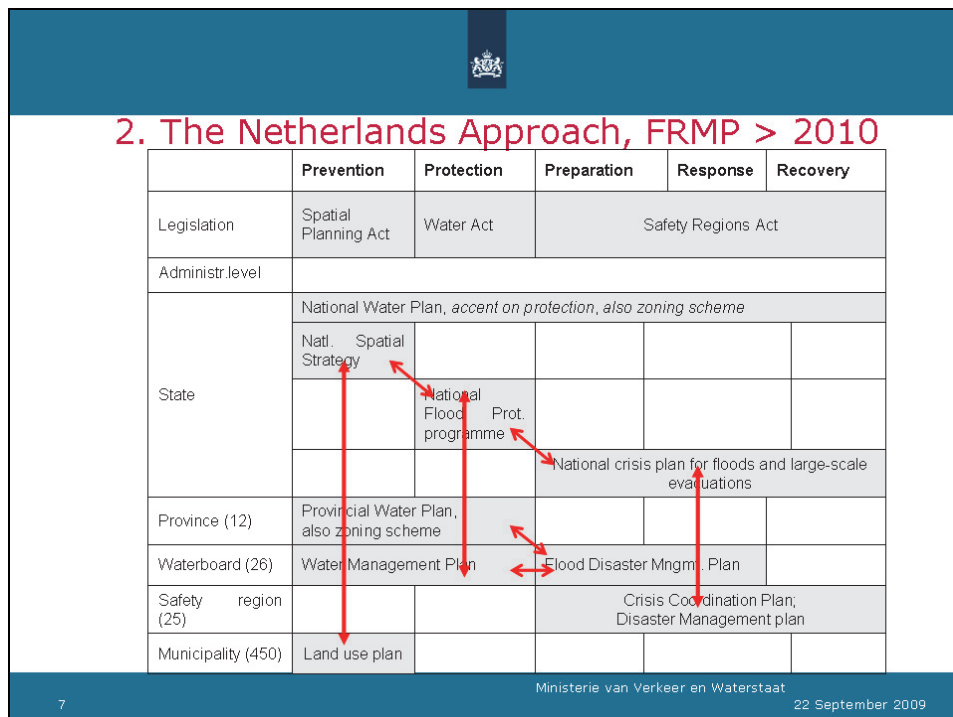 2. The Netherlands Approach, FRMP > 2010
Prevention Protection Preparation Response Recovery
Legislation
Spatial
Planning Act
Water Act
Safety Regions Act
Administr.level
State
National Water Plan, accent on protection, also zoning scheme
Natl. Spatial
Strategy
National
Flood Prot.
programme
National crisis plan for floods and large-scale
evacuations
Province (12)
Provincial Water Plan,
also zoning scheme
Waterboard (26)
Water Management Plan
Flood Disaster Mngmt. Plan
Safety region
(25)
Crisis Coordination Plan;
Disaster Management plan
Municipality (450)
Land use plan
Ministerie van Verkeer en Waterstaat
7
22 September 2009